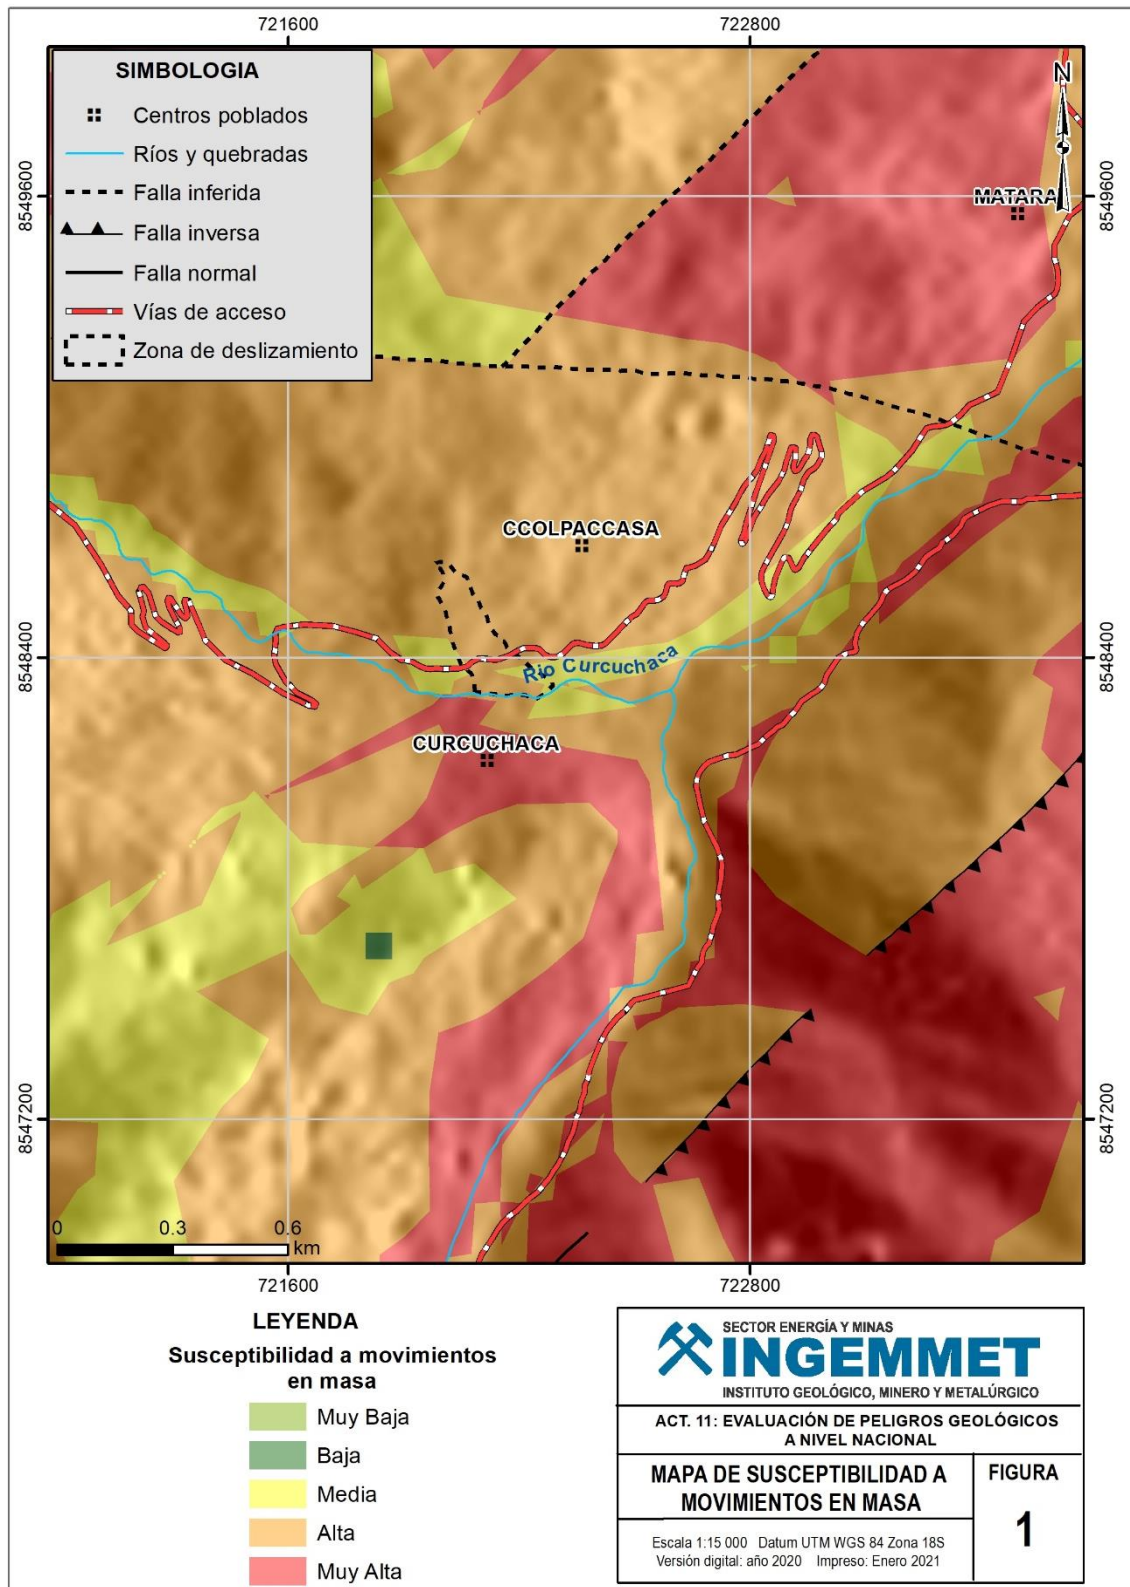 721600
722800
SIMBOLOGIA
Centros poblados
Ríos y quebradas
Falla inferida
Falla inversa
Falla normal
Vías de acceso
Zona de deslizamiento
N
8549600
8549600
MATARA
CCOLPACCASA
8548400
8548400
Río Curcuchaca
CURCUCHACA
8547200
8547200
0 0.3 0.6
km
721600
722800
LEYENDA
Susceptibilidad a movimientos
en masa
Muy Baja
Baja
Media
Alta
Muy Alta
SECTOR ENERGÍA Y MINAS
INGEMMET
INSTITUTO GEOLÓGICO, MINERO Y METALÚRGICO
ACT. 11: EVALUACIÓN DE PELIGROS GEOLÓGICOS
A NIVEL NACIONAL
MAPA DE SUSCEPTIBILIDAD A
MOVIMIENTOS EN MASA
Escala 1:15 000 Datum UTM WGS 84 Zona 18S
Versión digital: año 2020 Impreso: Enero 2021
FIGURA
1